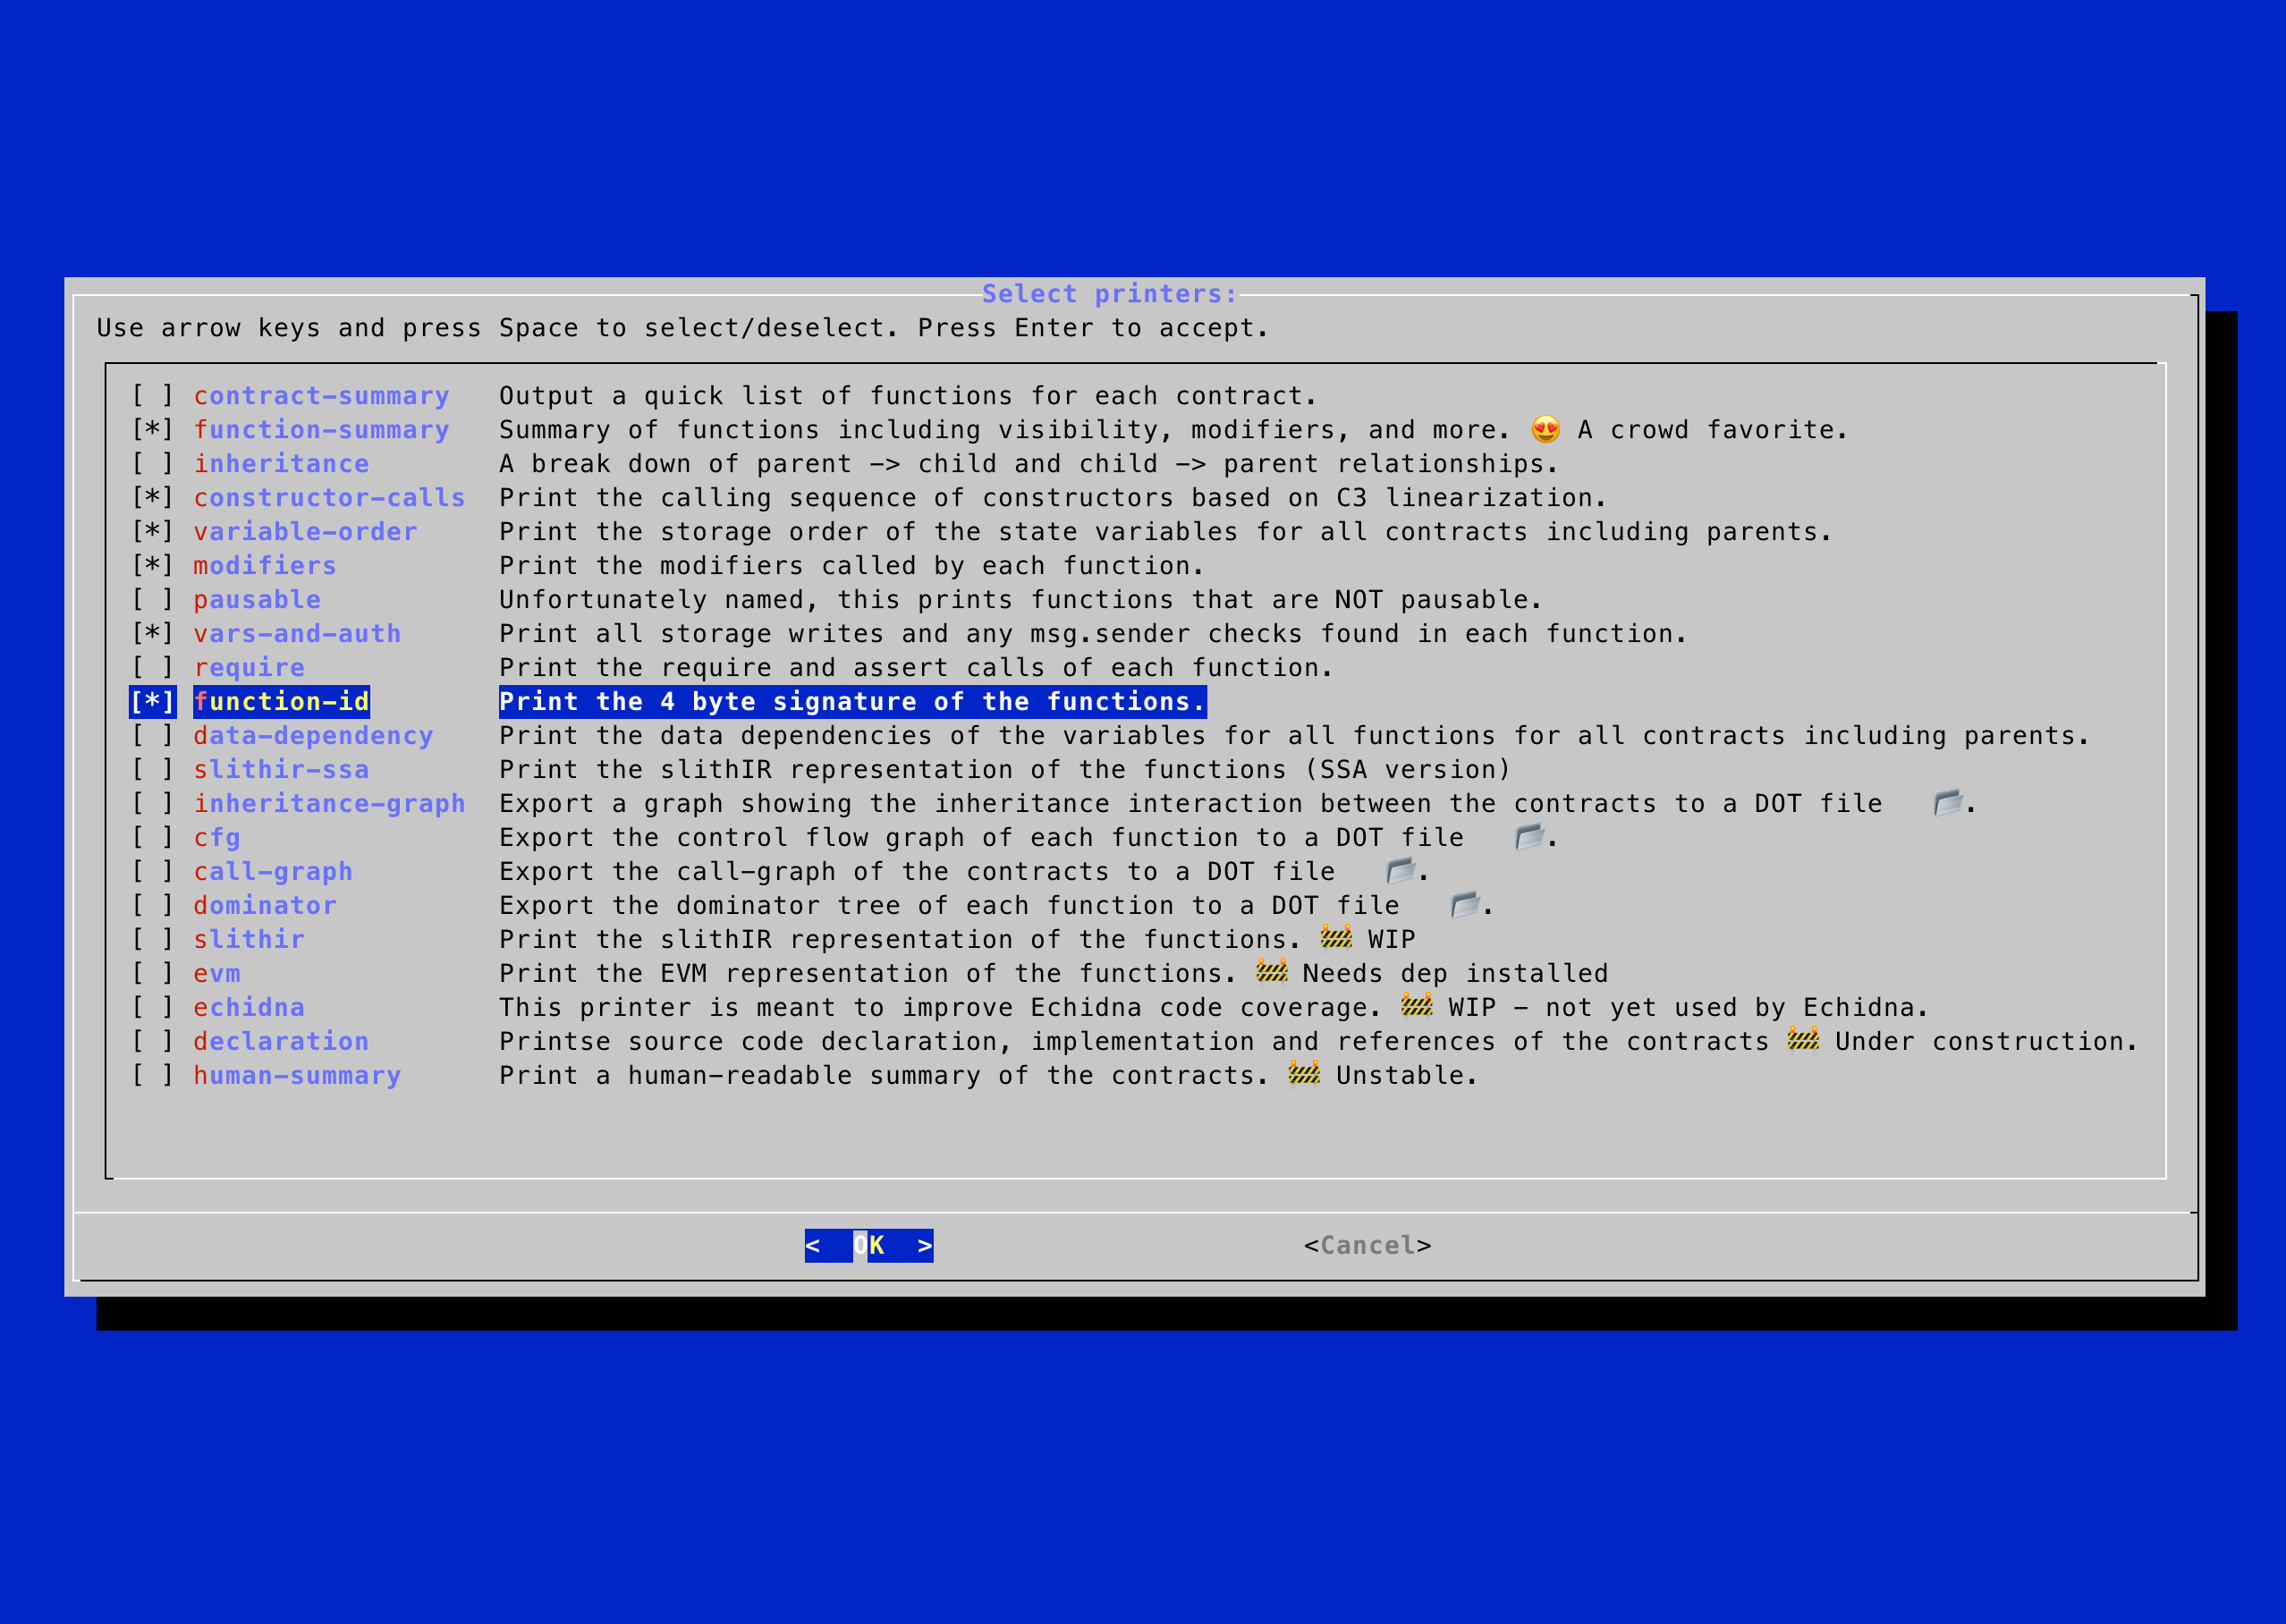 Select printers:
Use arrow keys and press Space to select/deselect. Press Enter to accept.
[ ] contract-summary Output a quick list of functions for each contract.
[*] function-summary Summary of functions including visibility, modifiers, and more. 😍 A crowd favorite.
[ ] inheritance A break down of parent -> child and child -> parent relationships.
[*] constructor-calls Print the calling sequence of constructors based on C3 linearization.
[*] variable-order Print the storage order of the state variables for all contracts including parents.
[*] modifiers Print the modifiers called by each function.
[ ] pausable Unfortunately named, this prints functions that are NOT pausable.
[*] vars-and-auth Print all storage writes and any msg.sender checks found in each function.
[ ] require Print the require and assert calls of each function.
[*] function-id Print the 4 byte signature of the functions.
[ ] data-dependency Print the data dependencies of the variables for all functions for all contracts including parents.
[ ] slithir-ssa Print the slithIR representation of the functions (SSA version)
[ ] inheritance-graph Export a graph showing the inheritance interaction between the contracts to a DOT file 📂.
[ ] cfg Export the control flow graph of each function to a DOT file 📂.
[ ] call-graph Export the call-graph of the contracts to a DOT file 📂.
[ ] dominator Export the dominator tree of each function to a DOT file 📂.
[ ] slithir Print the slithIR representation of the functions. 🚧 WIP
[ ] evm Print the EVM representation of the functions. 🚧 Needs dep installed
[ ] echidna This printer is meant to improve Echidna code coverage. 🚧 WIP - not yet used by Echidna.
[ ] declaration Printse source code declaration, implementation and references of the contracts 🚧 Under construction.
[ ] human-summary Print a human-readable summary of the contracts. 🚧 Unstable.
< OK > <Cancel>